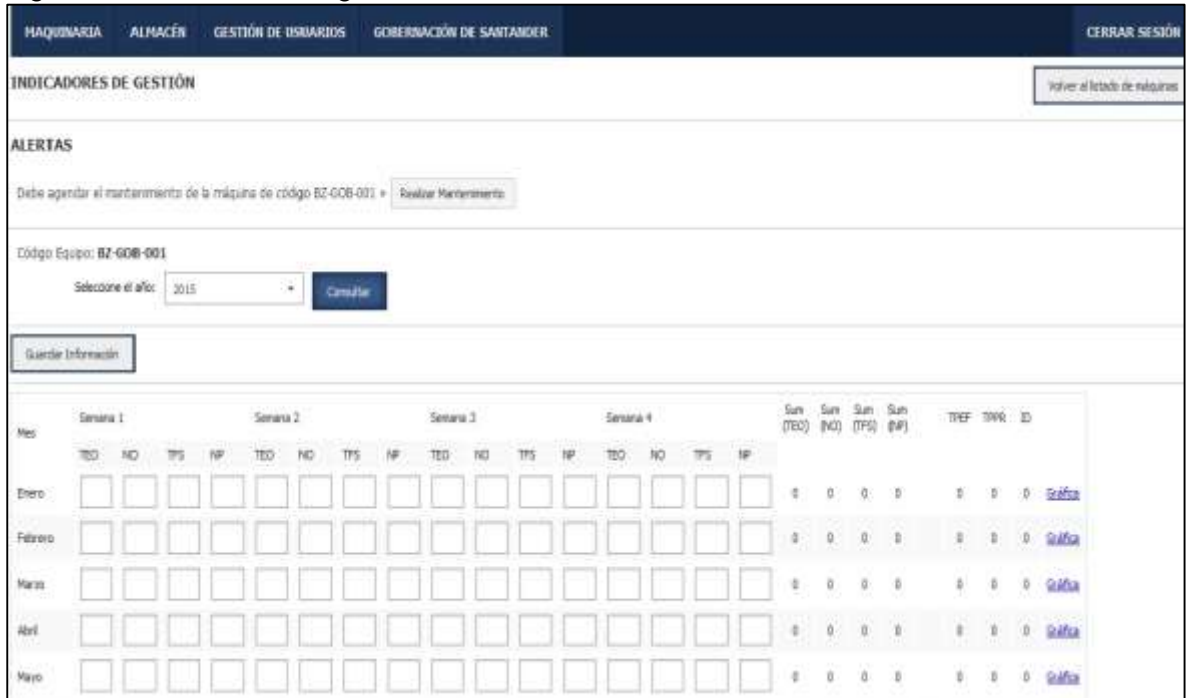 MAQUINARIA ALMACÉN GESTIÓN DE USUARIOS GOBERNACIÓN DE SANTANDER CERRAR SESIÓN
INDICADORES DE GESTIÓN Volver al listado de máquinas
ALERTAS
Debe agendar el mantenimiento de la máquina de código BZ-GOB-001 » Realizar Mantenimiento
Código Equipo: BZ-GOB-001
Seleccione el año: 2015 Consultar
Guardar Información
Mes Semana 1 Semana 2 Semana 3 Semana 4 Sum (TEO) Sum (NO) Sum (TFS) Sum (NP) TPEF TPPR ID
TEO NO TFS NP TEO NO TFS NP TEO NO TFS NP TEO NO TFS NP
Enero 0 0 0 0 0 0 0 Gráfica
Febrero 0 0 0 0 0 0 0 Gráfica
Marzo 0 0 0 0 0 0 0 Gráfica
Abril 0 0 0 0 0 0 0 Gráfica
Mayo 0 0 0 0 0 0 0 Gráfica